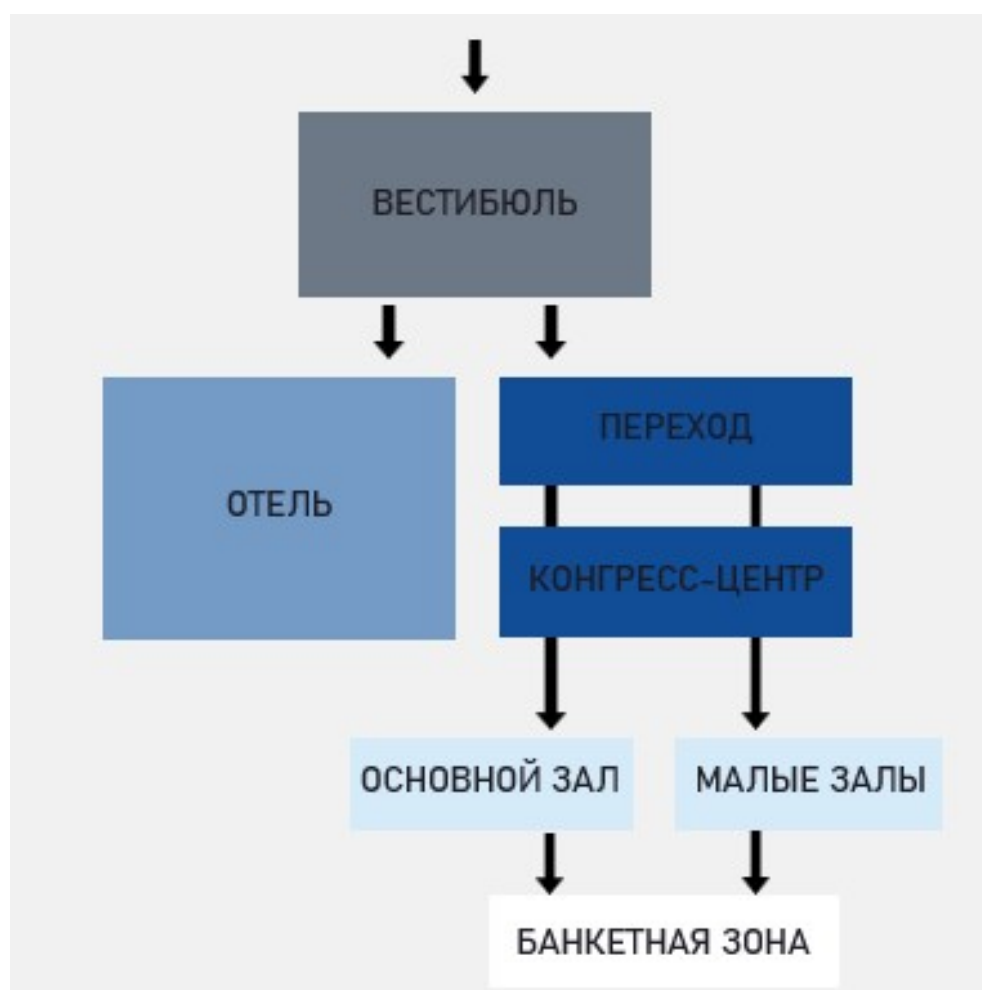 ВЕСТИБЮЛЬ
ПЕРЕХОД
ОТЕЛЬ
КОНГРЕСС-ЦЕНТР
ОСНОВНОЙ ЗАЛ
МАЛЫЕ ЗАЛЫ
БАНКЕТНАЯ ЗОНА